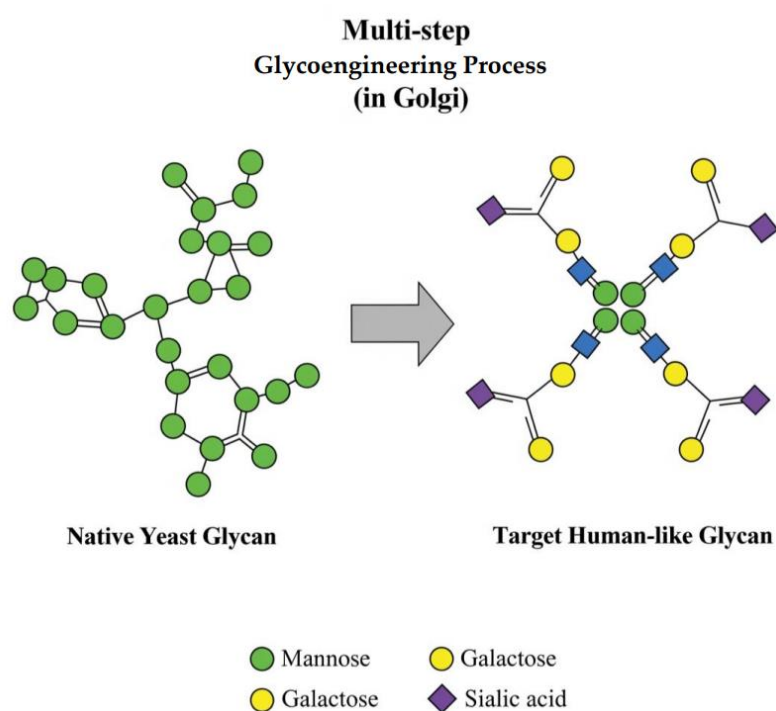 Multi-step
Glycoengineering Process
(in Golgi)
Native Yeast Glycan
Target Human-like Glycan
Mannose
Galactose
Galactose
Sialic acid